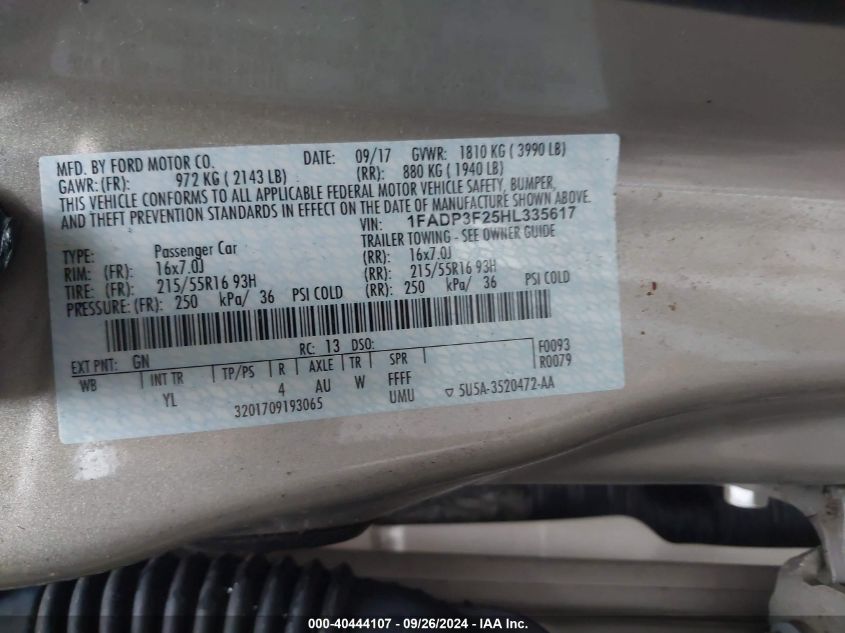 MFD. BY FORD MOTOR CO. DATE: 09/17 GVWR: 1810 KG ( 3990 LB)
GAWR: (FR): 972 KG ( 2143 LB) (RR): 880 KG ( 1940 LB)
THIS VEHICLE CONFORMS TO ALL APPLICABLE FEDERAL MOTOR VEHICLE SAFETY, BUMPER,
AND THEFT PREVENTION STANDARDS IN EFFECT ON THE DATE OF MANUFACTURE SHOWN ABOVE.
VIN: 1FADP3F25HL335617
TYPE: Passenger Car TRAILER TOWING - SEE OWNER GUIDE
RIM: (FR): 16x7.0J (RR): 16x7.0J
TIRE: (FR): 215/55R16 93H (RR): 215/55R16 93H
PRESSURE: (FR): 250 kPa/ 36 PSI COLD (RR): 250 kPa/ 36 PSI COLD
EXT PNT: GN RC: 13 DSO: F0093
WB INT TR TP/PS R AXLE TR SPR R0079
YL 4 AU W FFFF
3201709193065 UMU ▽ 5U5A-3520472-AA
000-40444107 - 09/26/2024 - IAA Inc.